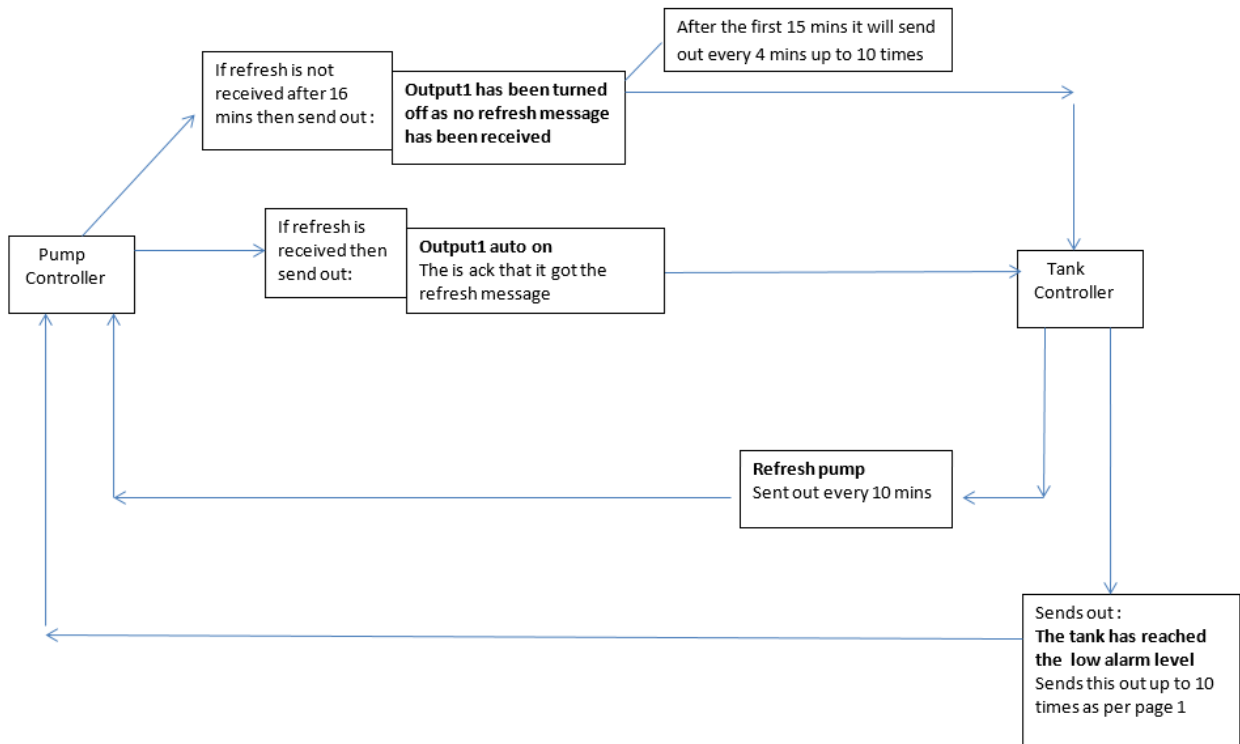 After the first 15 mins it will send
out every 4 mins up to 10 times
If refresh is not
received after 16
mins then send out :
Output1 has been turned
off as no refresh message
has been received
If refresh is
received then
send out:
Output1 auto on
The is ack that it got the
refresh message
Pump
Controller
Tank
Controller
Refresh pump
Sent out every 10 mins
Sends out :
The tank has reached
the low alarm level
Sends this out up to 10
times as per page 1